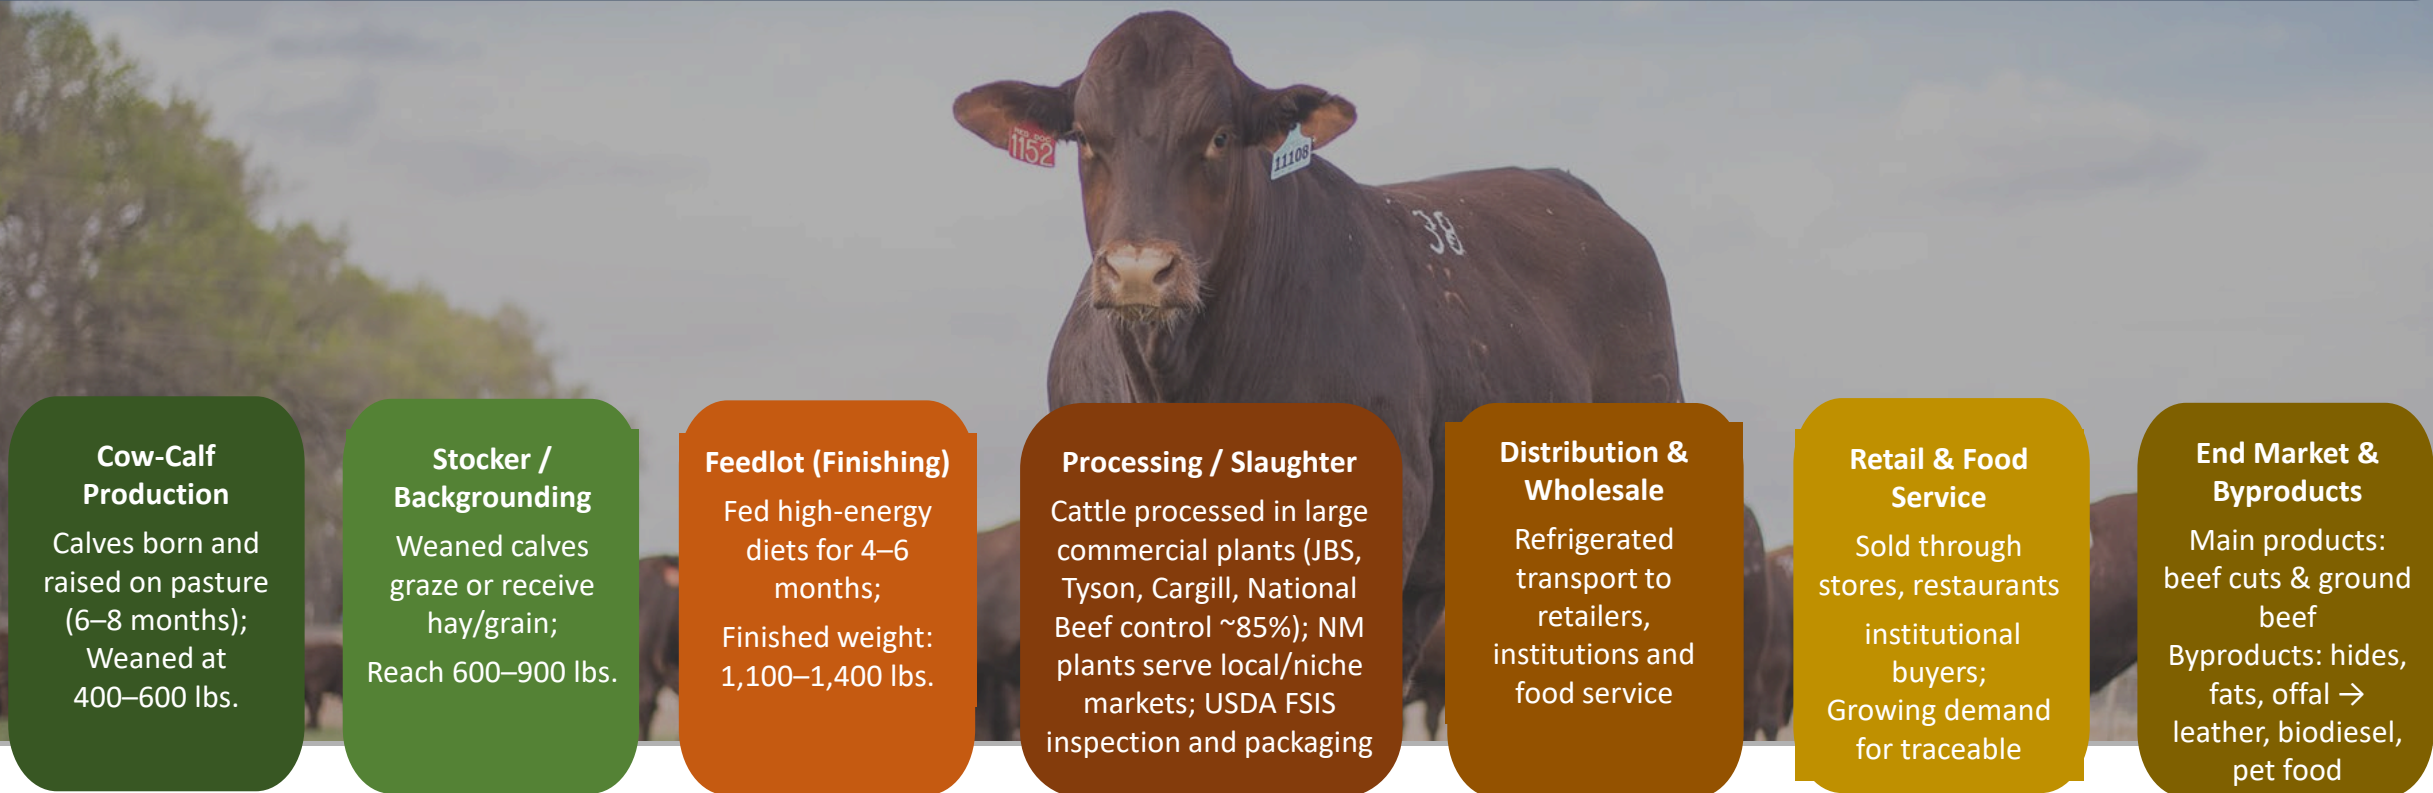 RED DOC
1152
11108
38
Cow-Calf
Production
Calves born and
raised on pasture
(6–8 months);
Weaned at
400–600 lbs.
Stocker /
Backgrounding
Weaned calves
graze or receive
hay/grain;
Reach 600–900 lbs.
Feedlot (Finishing)
Fed high-energy
diets for 4–6
months;
Finished weight:
1,100–1,400 lbs.
Processing / Slaughter
Cattle processed in large
commercial plants (JBS,
Tyson, Cargill, National
Beef control ~85%); NM
plants serve local/niche
markets; USDA FSIS
inspection and packaging
Distribution &
Wholesale
Refrigerated
transport to
retailers,
institutions and
food service
Retail & Food
Service
Sold through
stores, restaurants
institutional
buyers;
Growing demand
for traceable
End Market &
Byproducts
Main products:
beef cuts & ground
beef
Byproducts: hides,
fats, offal →
leather, biodiesel,
pet food